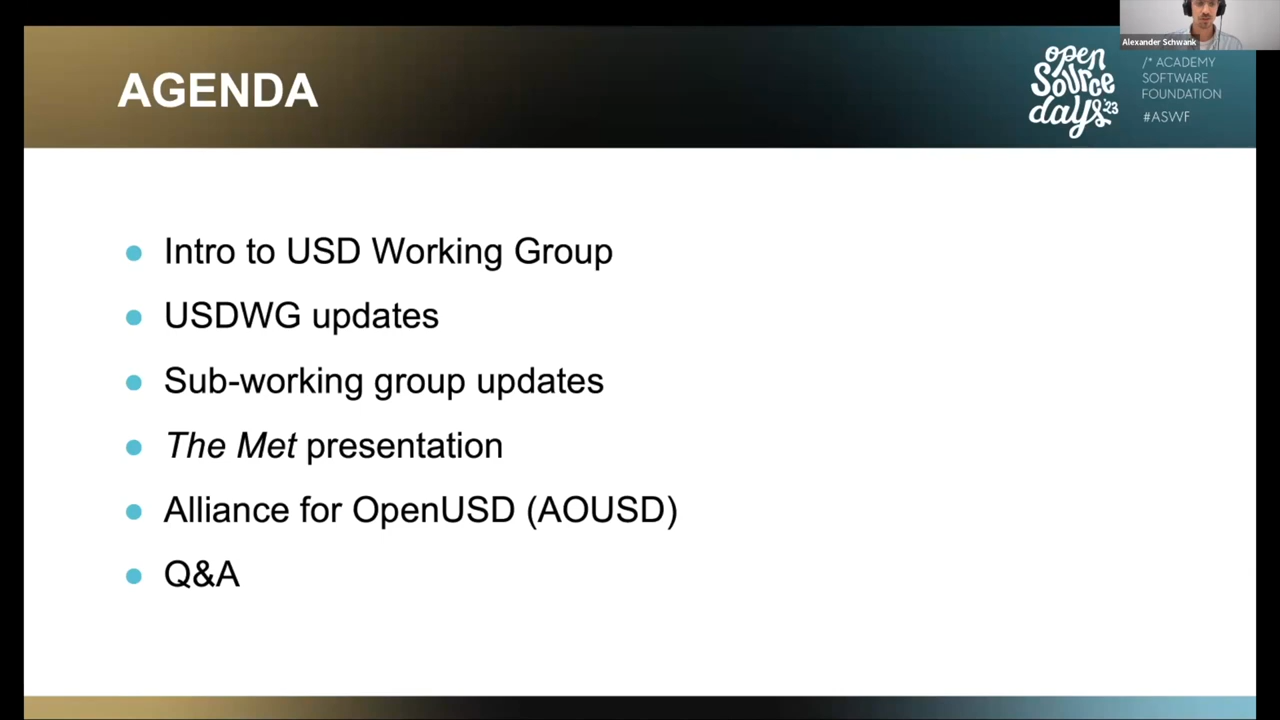 Alexander Schwank
AGENDA
open
source
days '23
/* ACADEMY
SOFTWARE
FOUNDATION
#ASWF
Intro to USD Working Group
USDWG updates
Sub-working group updates
The Met presentation
Alliance for OpenUSD (AOUSD)
Q&A